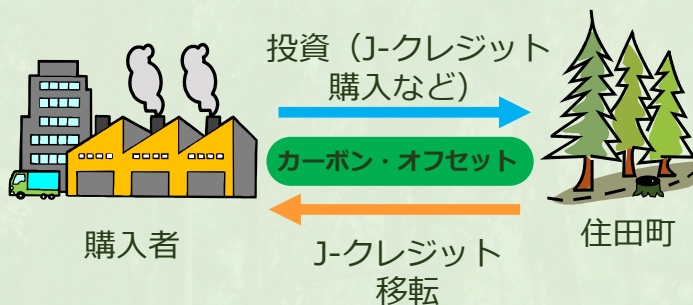 投資（J-クレジット
購入など）
カーボン・オフセット
購入者
住田町
J-クレジット
移転